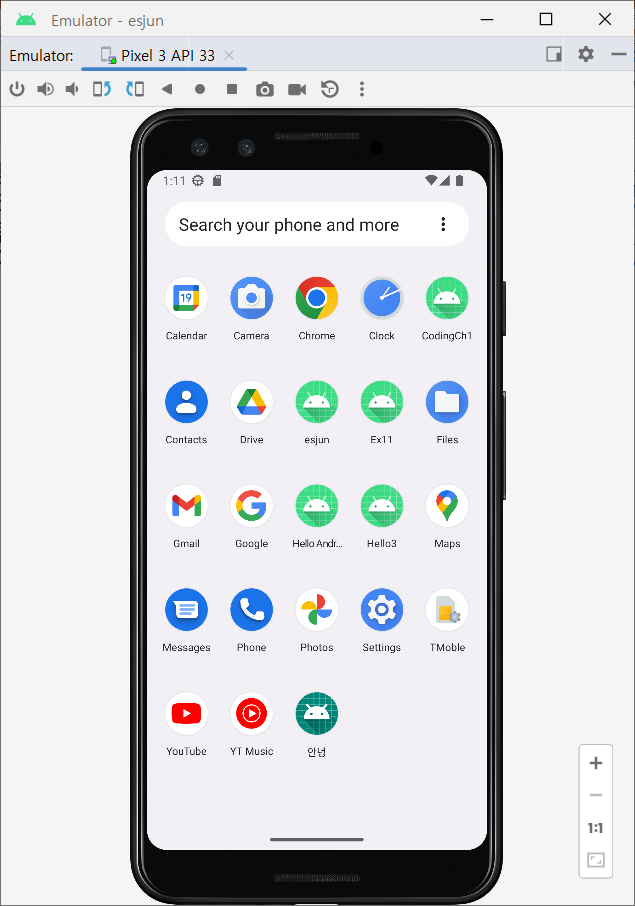 Emulator - esjun
Emulator: Pixel 3 API 33
1:11
Search your phone and more
19
Calendar Camera Chrome Clock CodingCh1
Contacts Drive esjun Ex11 Files
Gmail Google Hello Andr... Hello3 Maps
Messages Phone Photos Settings TMoble
YouTube YT Music 안녕
1:1